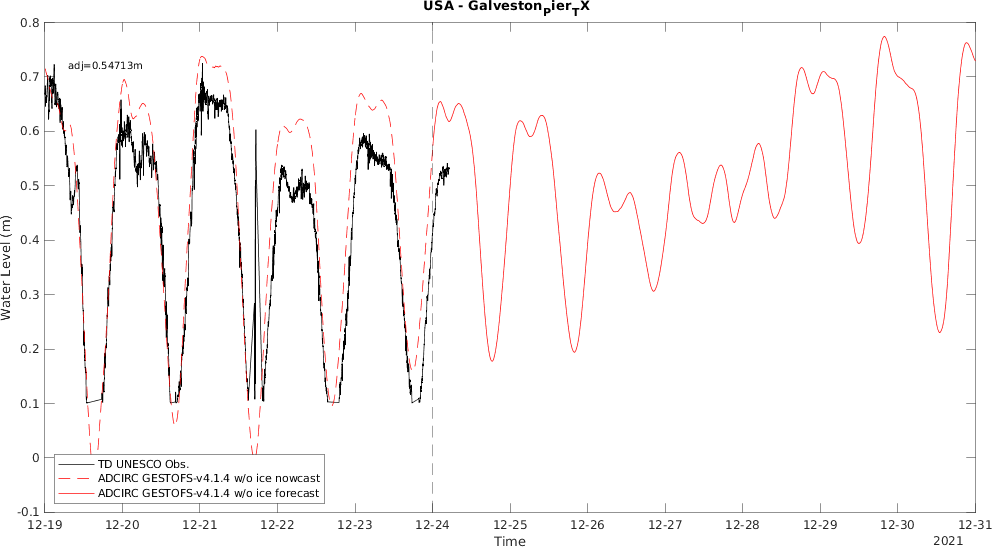 USA - GalvestonPierTX
adj=0.54713m
0.8
0.7
0.6
0.5
0.4
0.3
0.2
0.1
0
-0.1
Water Level (m)
TD UNESCO Obs.
ADCIRC GESTOFS-v4.1.4 w/o ice nowcast
ADCIRC GESTOFS-v4.1.4 w/o ice forecast
12-19 12-20 12-21 12-22 12-23 12-24 12-25 12-26 12-27 12-28 12-29 12-30 12-31
Time
2021